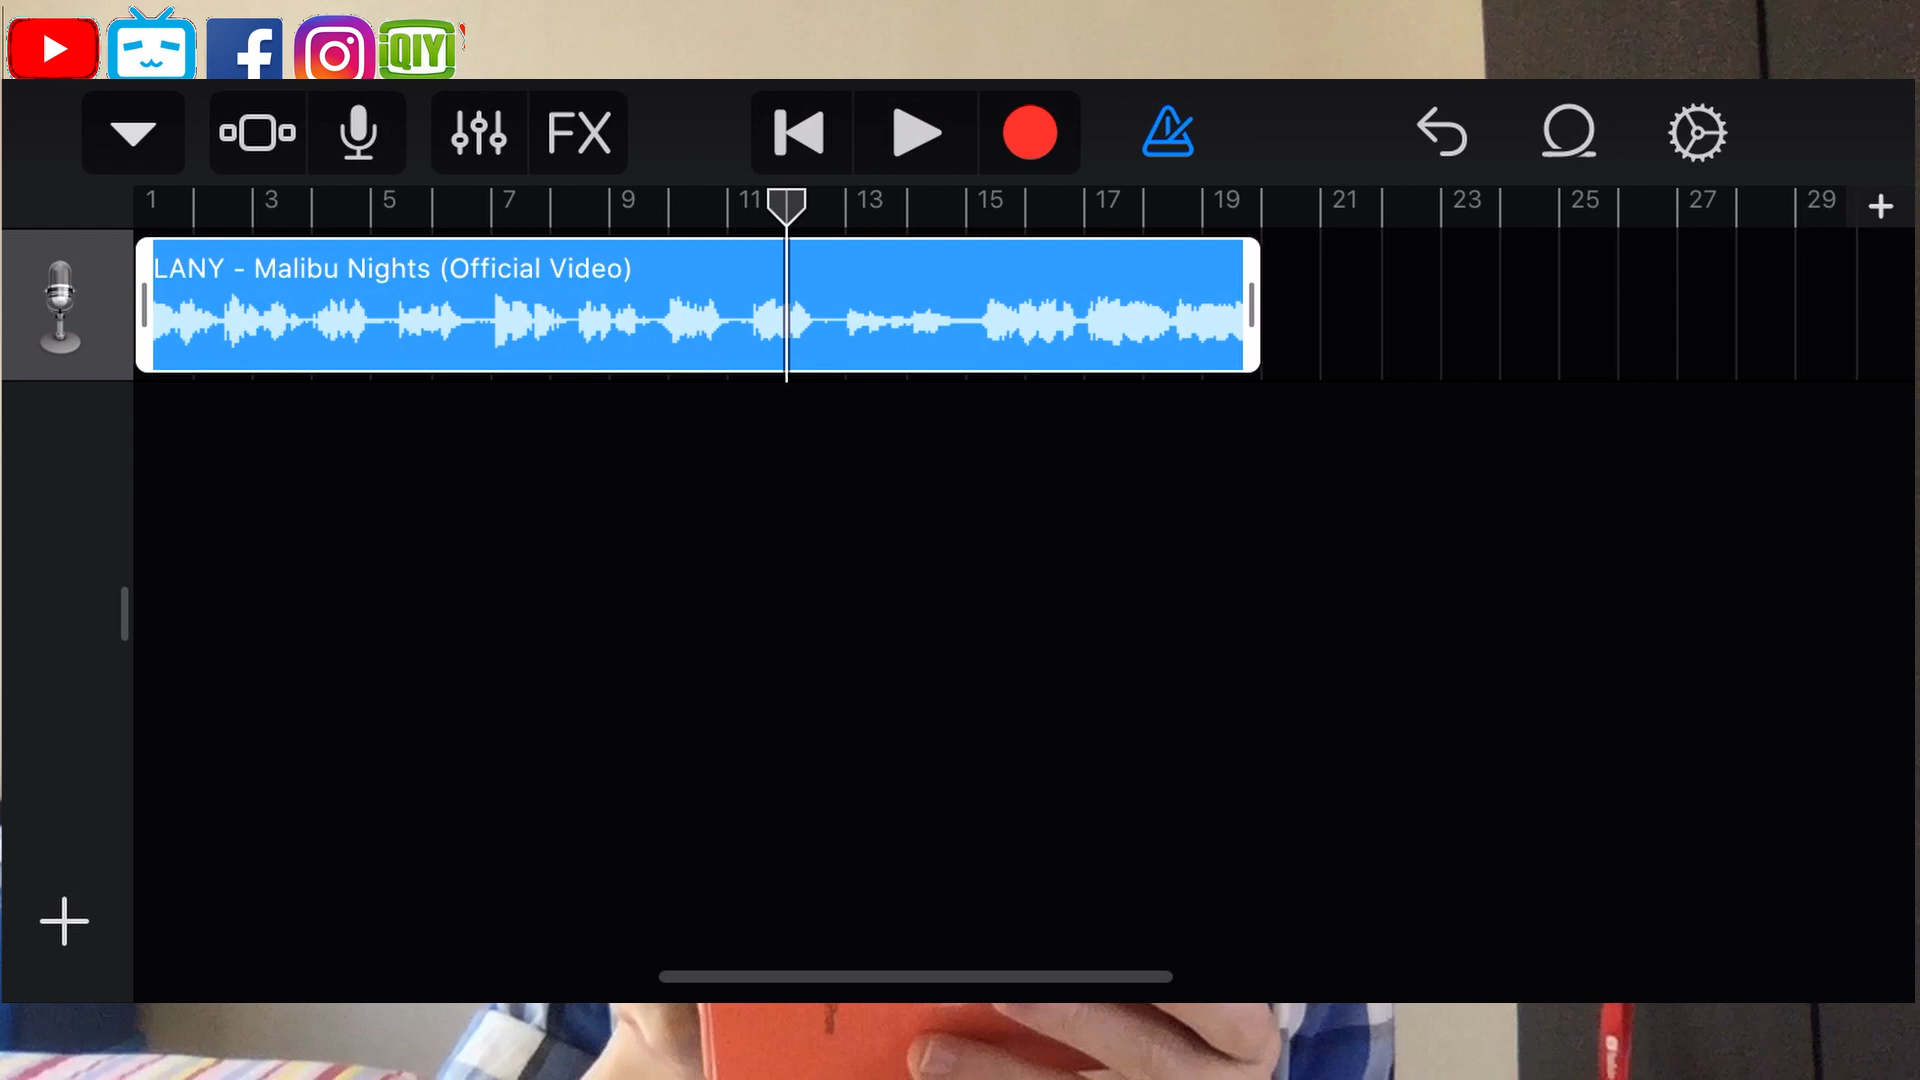 iQIYI
FX
1 3 5 7 9 11 13 15 17 19 21 23 25 27 29
LANY - Malibu Nights (Official Video)